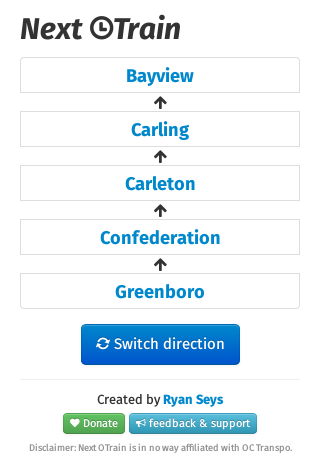 Next OTrain
Bayview
Carling
Carleton
Confederation
Greenboro
Switch direction
Created by Ryan Seys
Donate
feedback & support
Disclaimer: Next OTrain is in no way affiliated with OC Transpo.